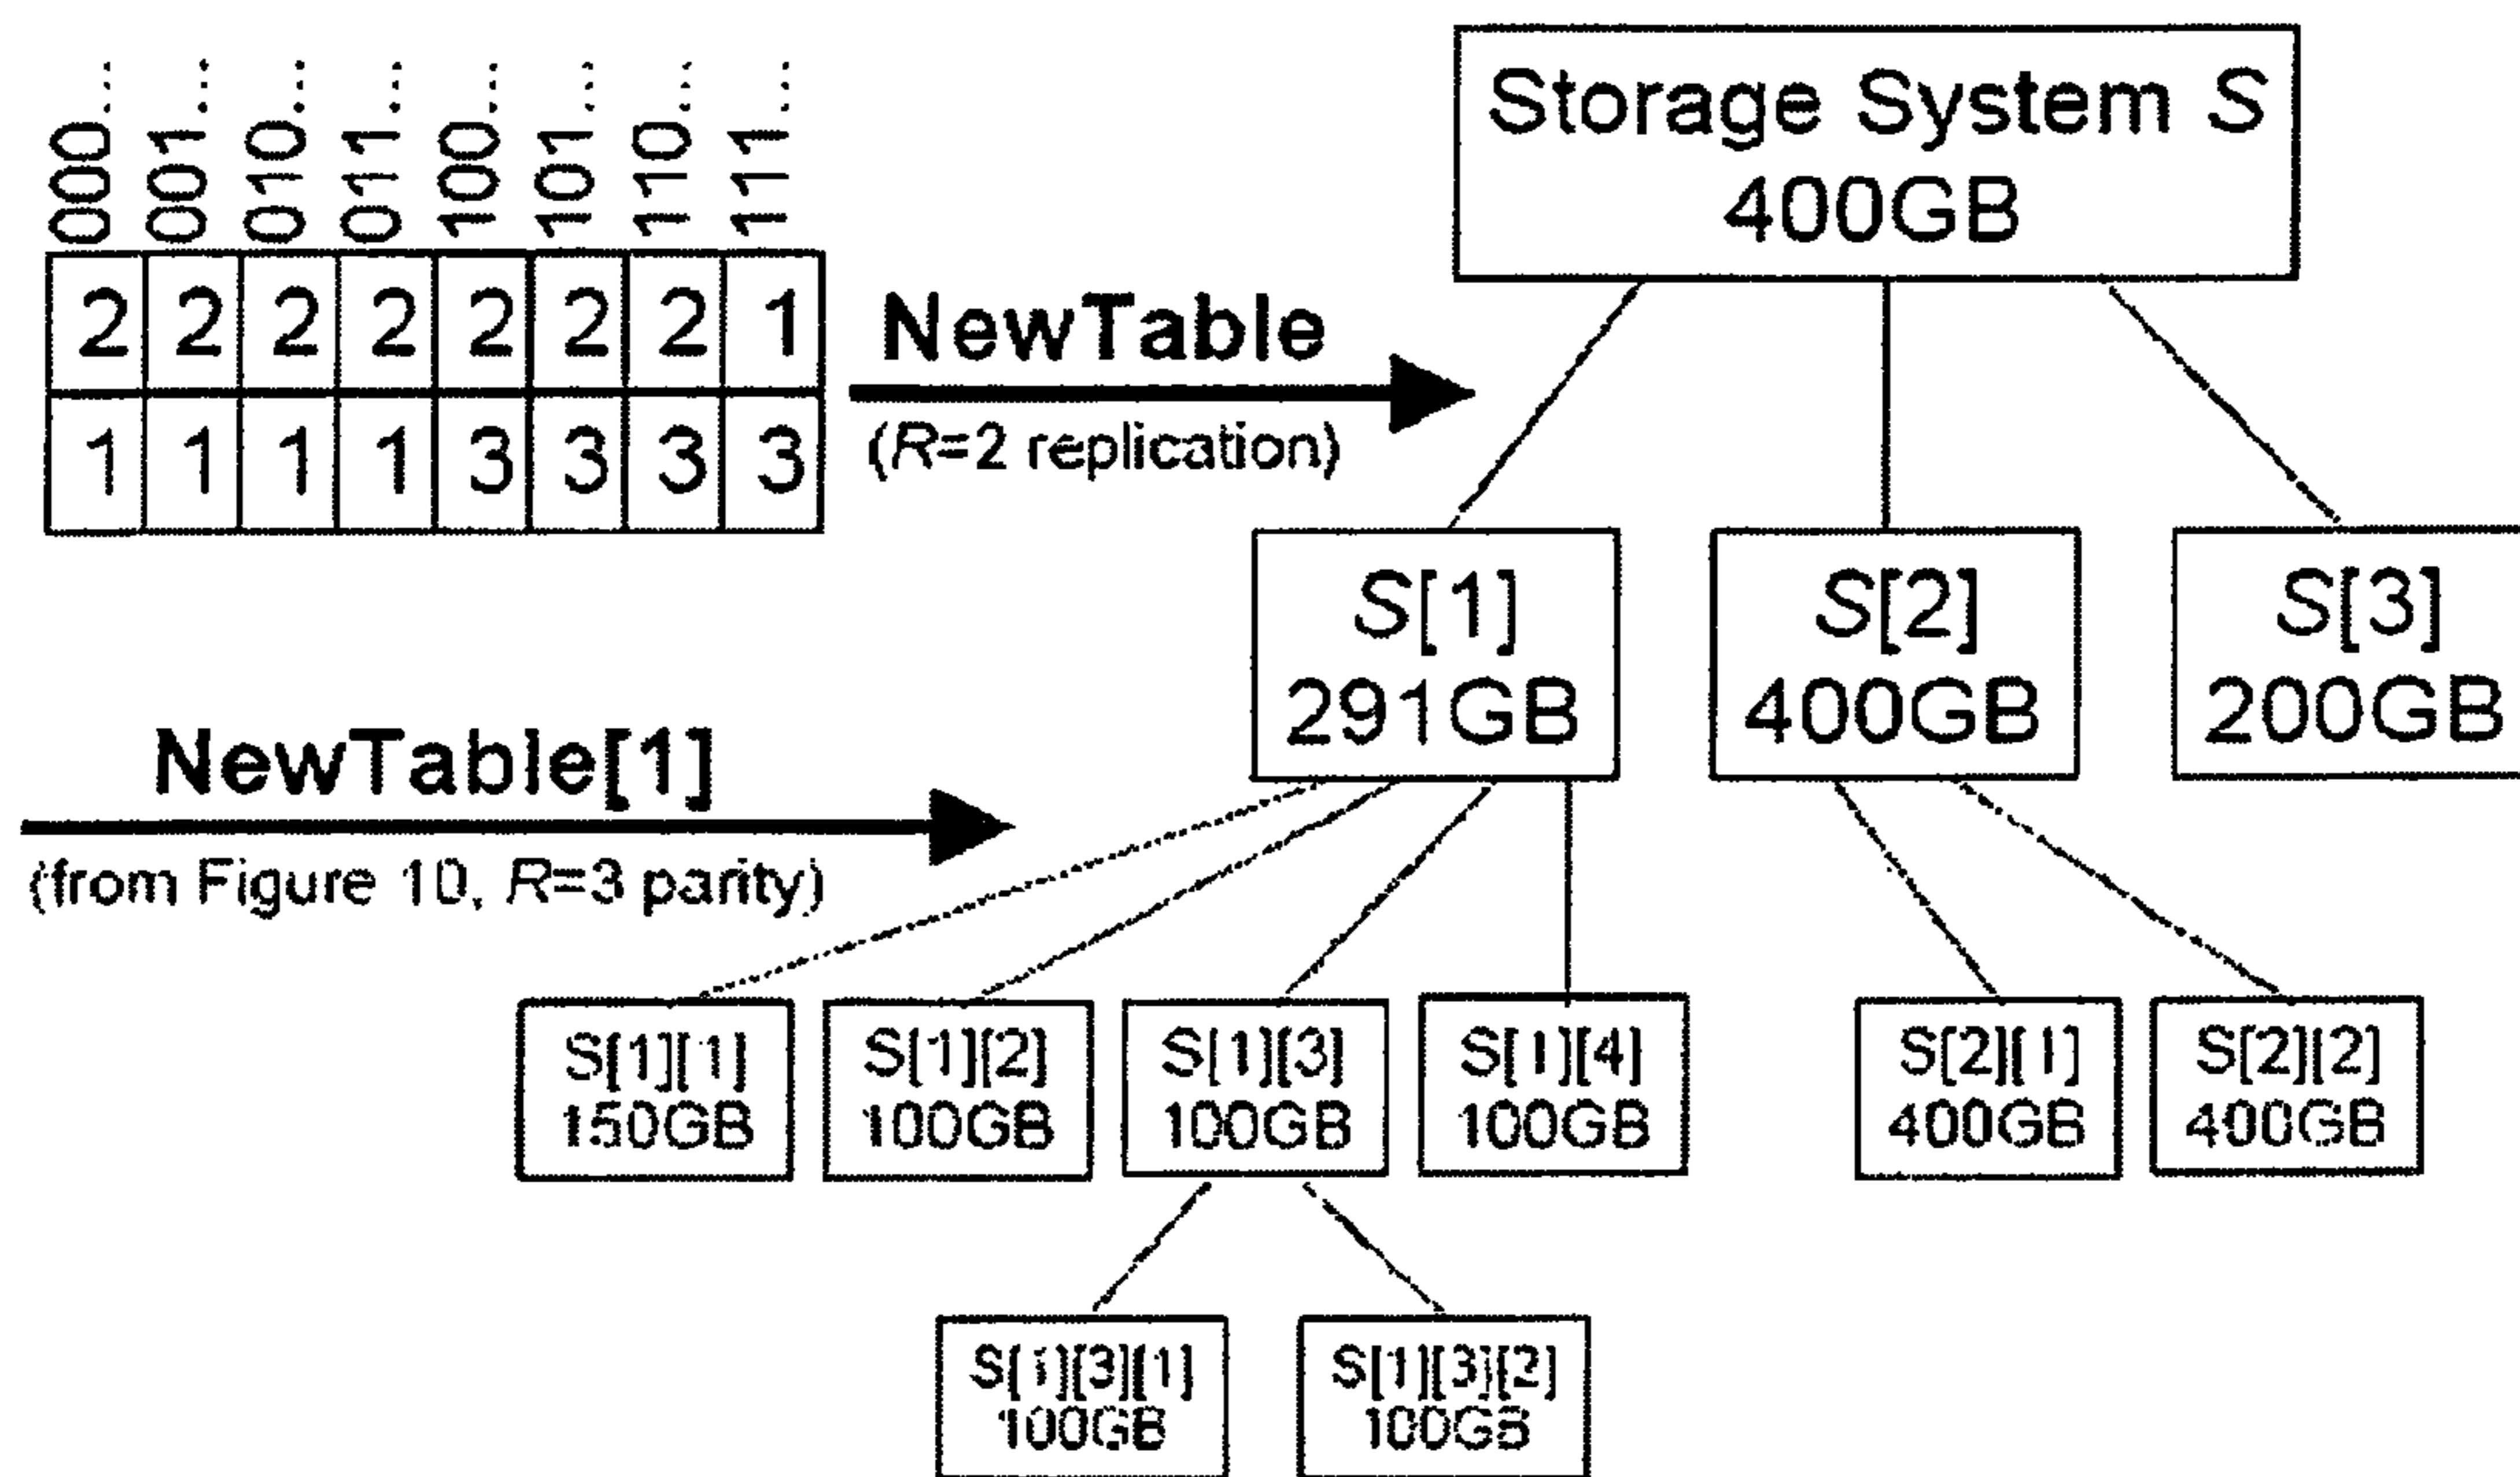 000...
001...
010...
011...
100...
101...
110...
111...
2 2 2 2 2 2 2 1
1 1 1 1 3 3 3 3
NewTable
(R=2 replication)
Storage System S
400GB
S[1]
291GB
S[2]
400GB
S[3]
200GB
NewTable[1]
(from Figure 10, R=3 parity)
S[1][1]
150GB
S[1][2]
100GB
S[1][3]
100GB
S[1][4]
100GB
S[2][1]
400GB
S[2][2]
400GB
S[1][3][1]
100GB
S[1][3][2]
100GB